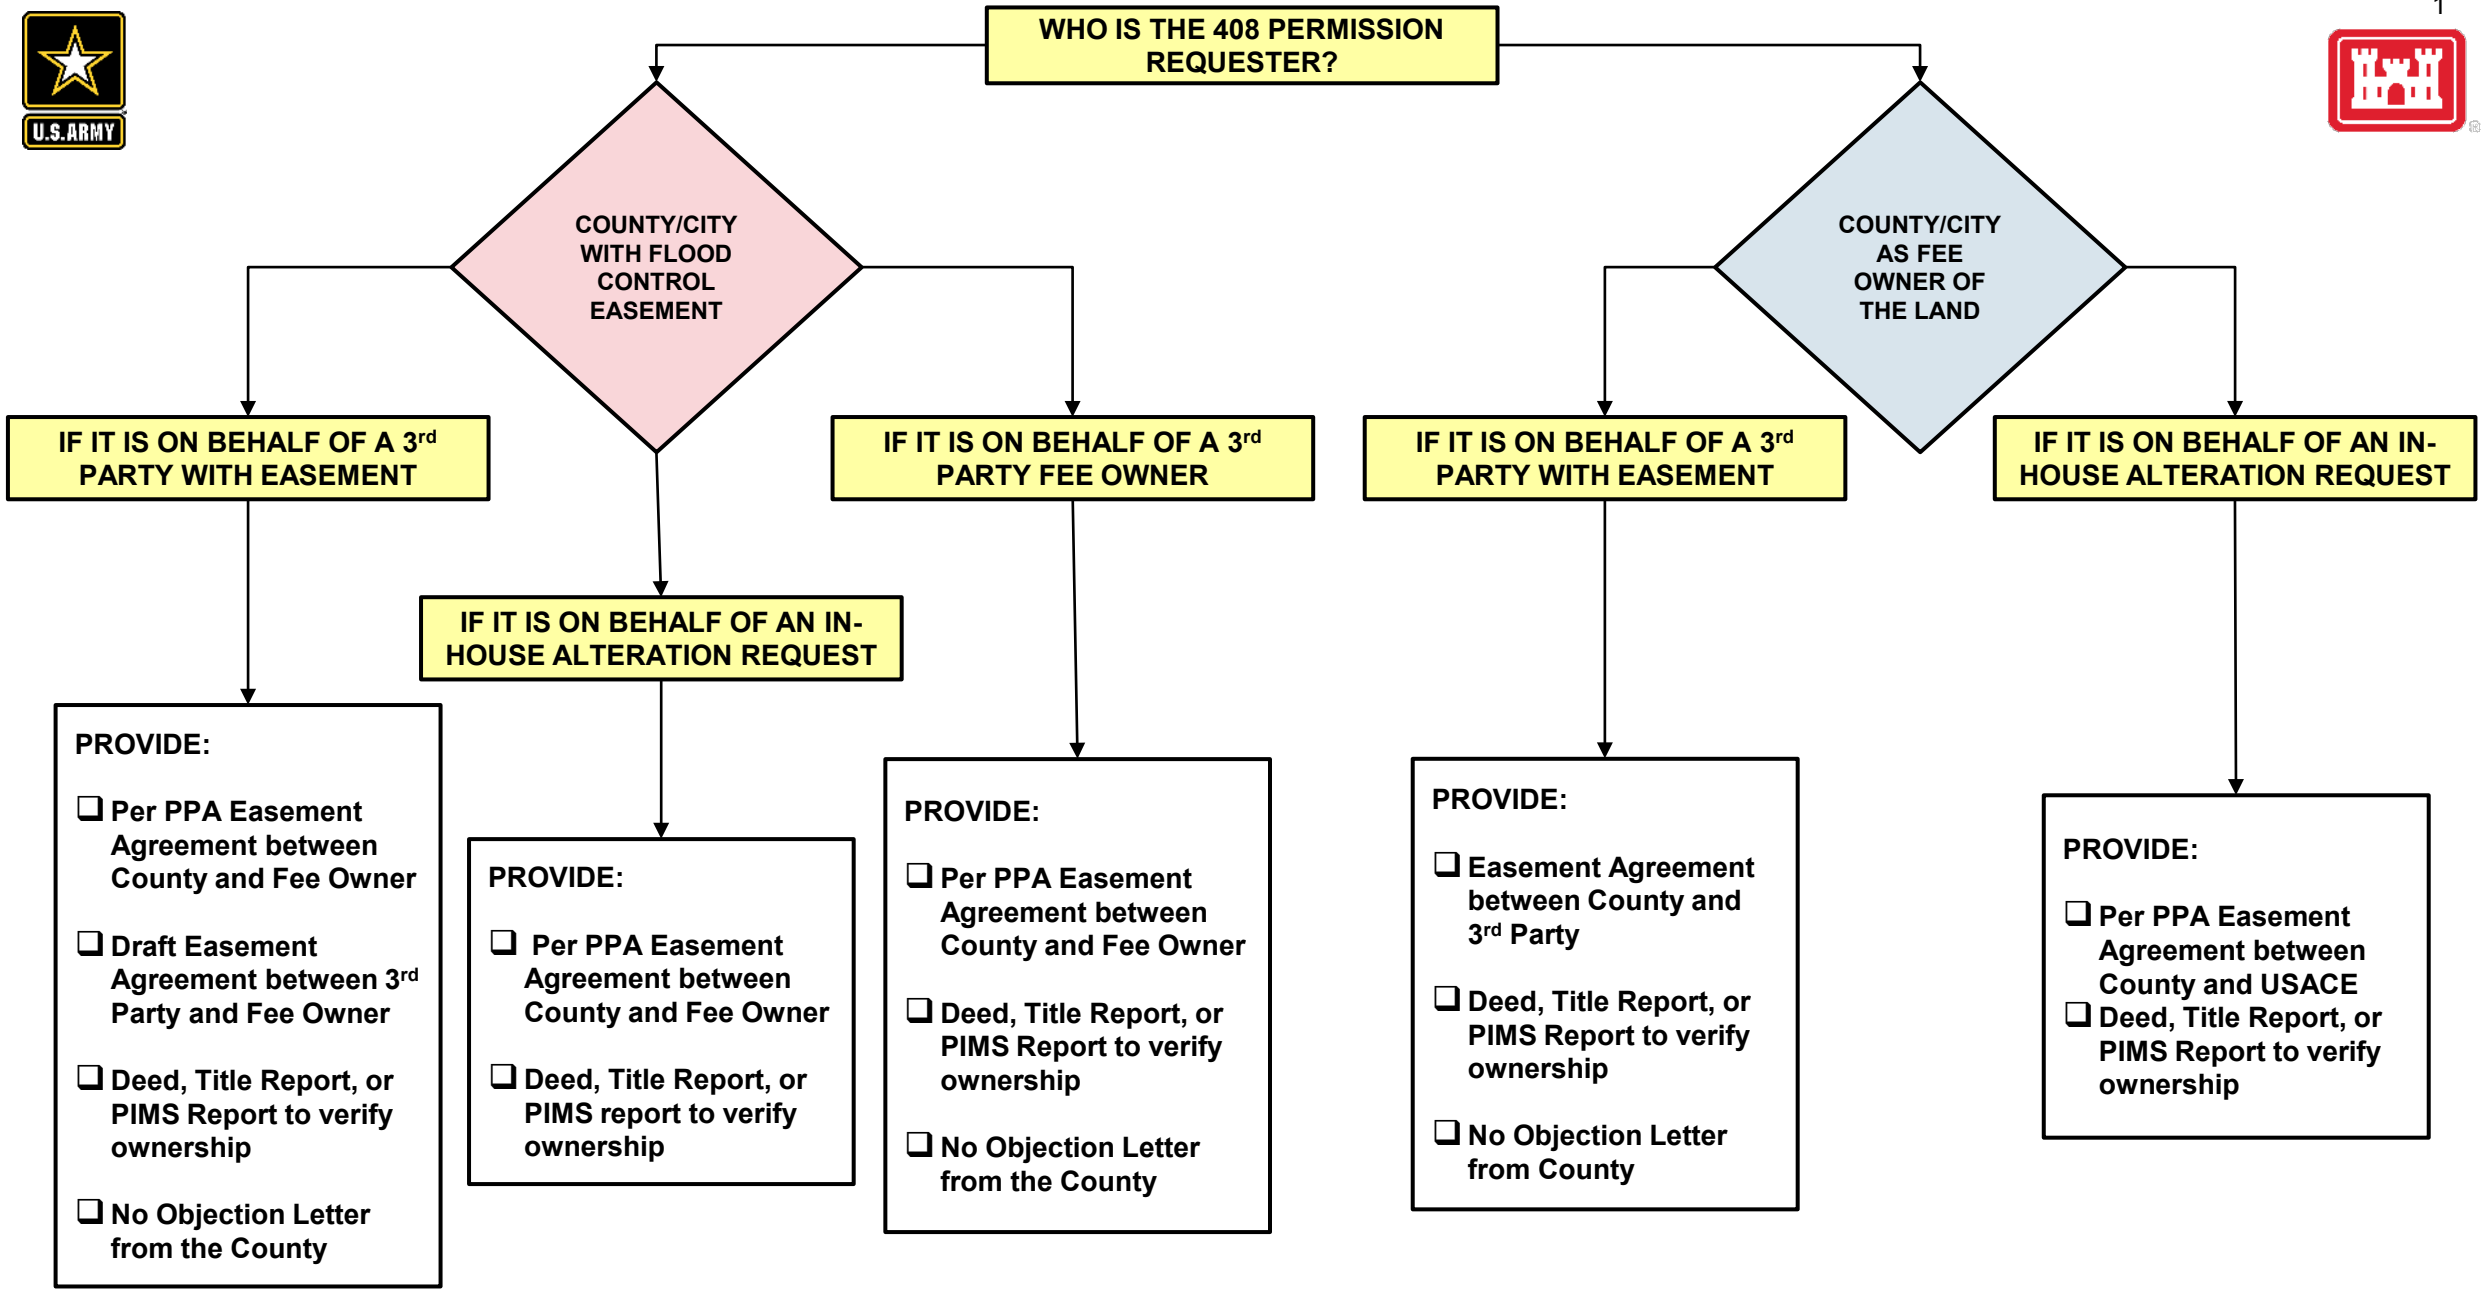 1
U.S.ARMY
WHO IS THE 408 PERMISSION
REQUESTER?
®
COUNTY/CITY
WITH FLOOD
CONTROL
EASEMENT
COUNTY/CITY
AS FEE
OWNER OF
THE LAND
IF IT IS ON BEHALF OF A 3rd
PARTY WITH EASEMENT
IF IT IS ON BEHALF OF A 3rd
PARTY FEE OWNER
IF IT IS ON BEHALF OF A 3rd
PARTY WITH EASEMENT
IF IT IS ON BEHALF OF AN IN-
HOUSE ALTERATION REQUEST
IF IT IS ON BEHALF OF AN IN-
HOUSE ALTERATION REQUEST
PROVIDE:
Per PPA Easement
Agreement between
County and Fee Owner
Draft Easement
Agreement between 3rd
Party and Fee Owner
Deed, Title Report, or
PIMS Report to verify
ownership
No Objection Letter
from the County
PROVIDE:
Per PPA Easement
Agreement between
County and Fee Owner
Deed, Title Report, or
PIMS report to verify
ownership
PROVIDE:
Per PPA Easement
Agreement between
County and Fee Owner
Deed, Title Report, or
PIMS Report to verify
ownership
No Objection Letter
from the County
PROVIDE:
Easement Agreement
between County and
3rd Party
Deed, Title Report, or
PIMS Report to verify
ownership
No Objection Letter
from County
PROVIDE:
Per PPA Easement
Agreement between
County and USACE
Deed, Title Report, or
PIMS Report to verify
ownership